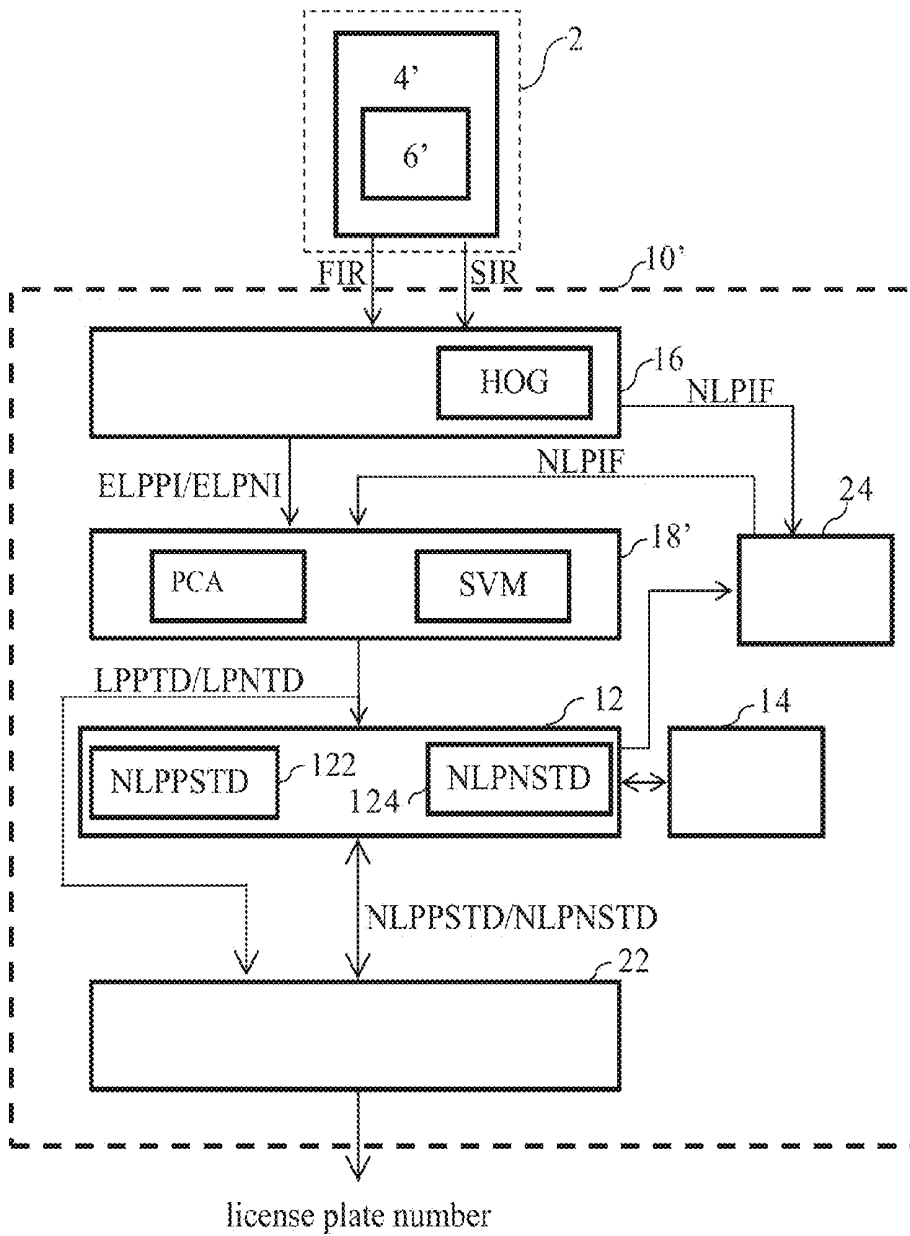 2
4’
6’
FIR
SIR
10’
HOG
16
NLPIF
ELPPI/ELPNI
NLPIF
24
PCA
SVM
18’
LPPTD/LPNTD
12
14
NLPPSTD
122
124
NLPNSTD
NLPPSTD/NLPNSTD
22
license plate number